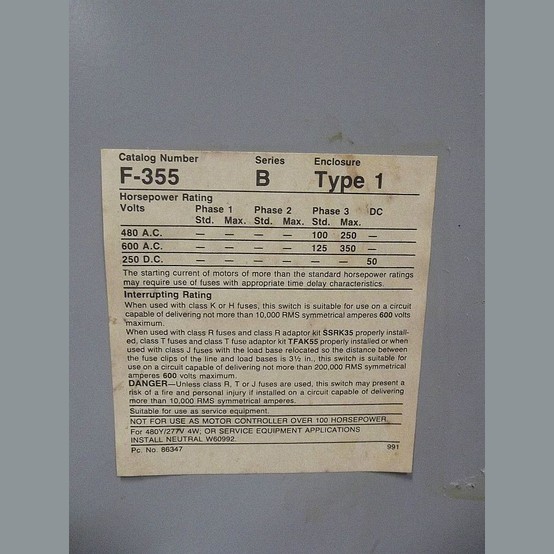 Catalog Number Series Enclosure
F-355 B Type 1
Horsepower Rating
Volts Phase 1 Phase 2 Phase 3 DC
Std. Max. Std. Max. Std. Max.
480 A.C. — — — — 100 250 —
600 A.C. — — — — 125 350 —
250 D.C. — — — — — — 50
The starting current of motors of more than the standard horsepower ratings
may require use of fuses with appropriate time delay characteristics.
Interrupting Rating
When used with class K or H fuses, this switch is suitable for use on a circuit
capable of delivering not more than 10,000 RMS symmetrical amperes 600 volts
maximum.
When used with class R fuses and class R adaptor kit SSRK35 properly install-
ed, class T fuses and class T fuse adaptor kit TFAK55 properly installed or when
used with class J fuses with the load base relocated so the distance between
the fuse clips of the line and load bases is 3½ in., this switch is suitable for
use on a circuit capable of delivering not more than 200,000 RMS symmetrical
amperes 600 volts maximum.
DANGER—Unless class R, T or J fuses are used, this switch may present a
risk of a fire and personal injury if installed on a circuit capable of delivering
more than 10,000 RMS symmetrical amperes.
Suitable for use as service equipment.
NOT FOR USE AS MOTOR CONTROLLER OVER 100 HORSEPOWER.
For 480Y/277V 4W, OR SERVICE EQUIPMENT APPLICATIONS
INSTALL NEUTRAL W60992.
Pc. No. 86347 991